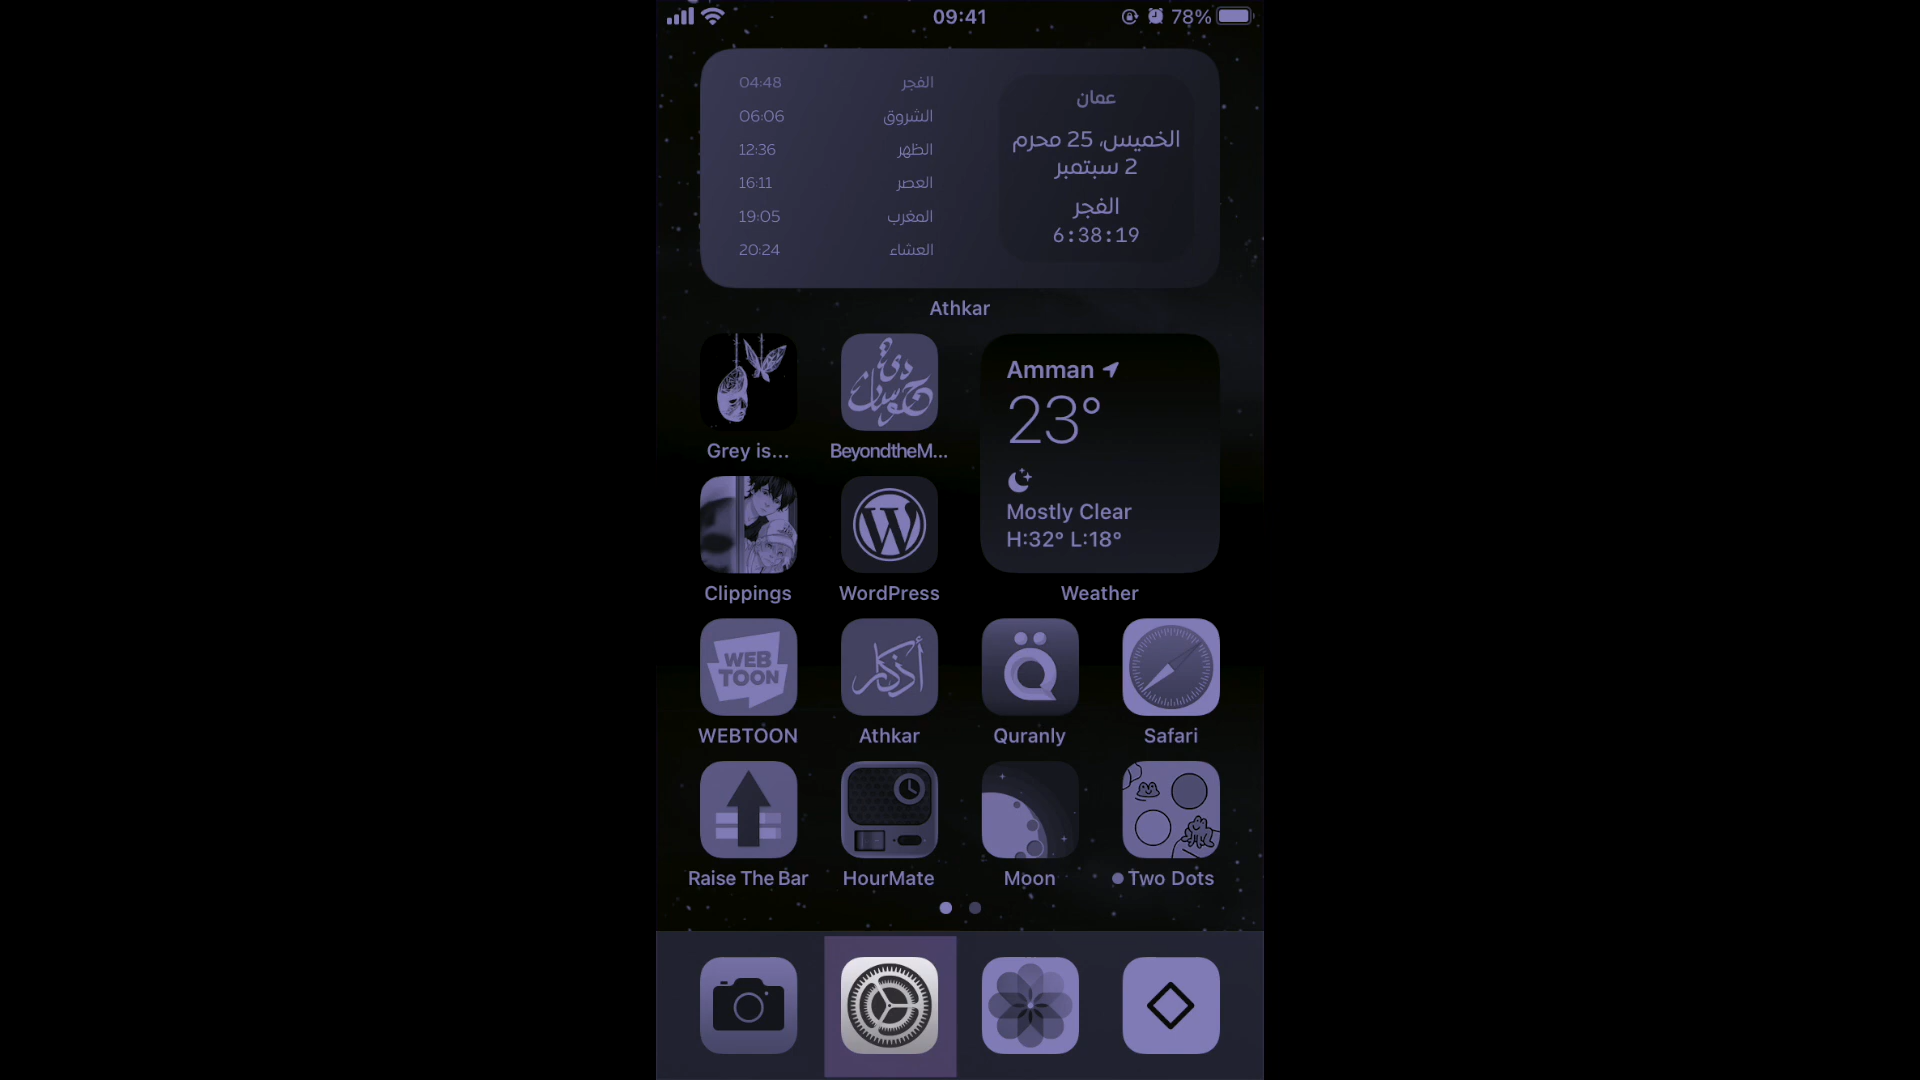 09:41
78%
الفجر 04:48
الشروق 06:06
الظهر 12:36
العصر 16:11
المغرب 19:05
العشاء 20:24
عمان
الخميس، 25 محرم
2 سبتمبر
الفجر
6:38:19
Athkar
Grey is...
BeyondtheM...
Amman
23°
Mostly Clear
H:32° L:18°
Clippings
WordPress
Weather
WEB
TOON
أذكار
WEBTOON
Athkar
Quranly
Safari
Raise The Bar
HourMate
Moon
Two Dots